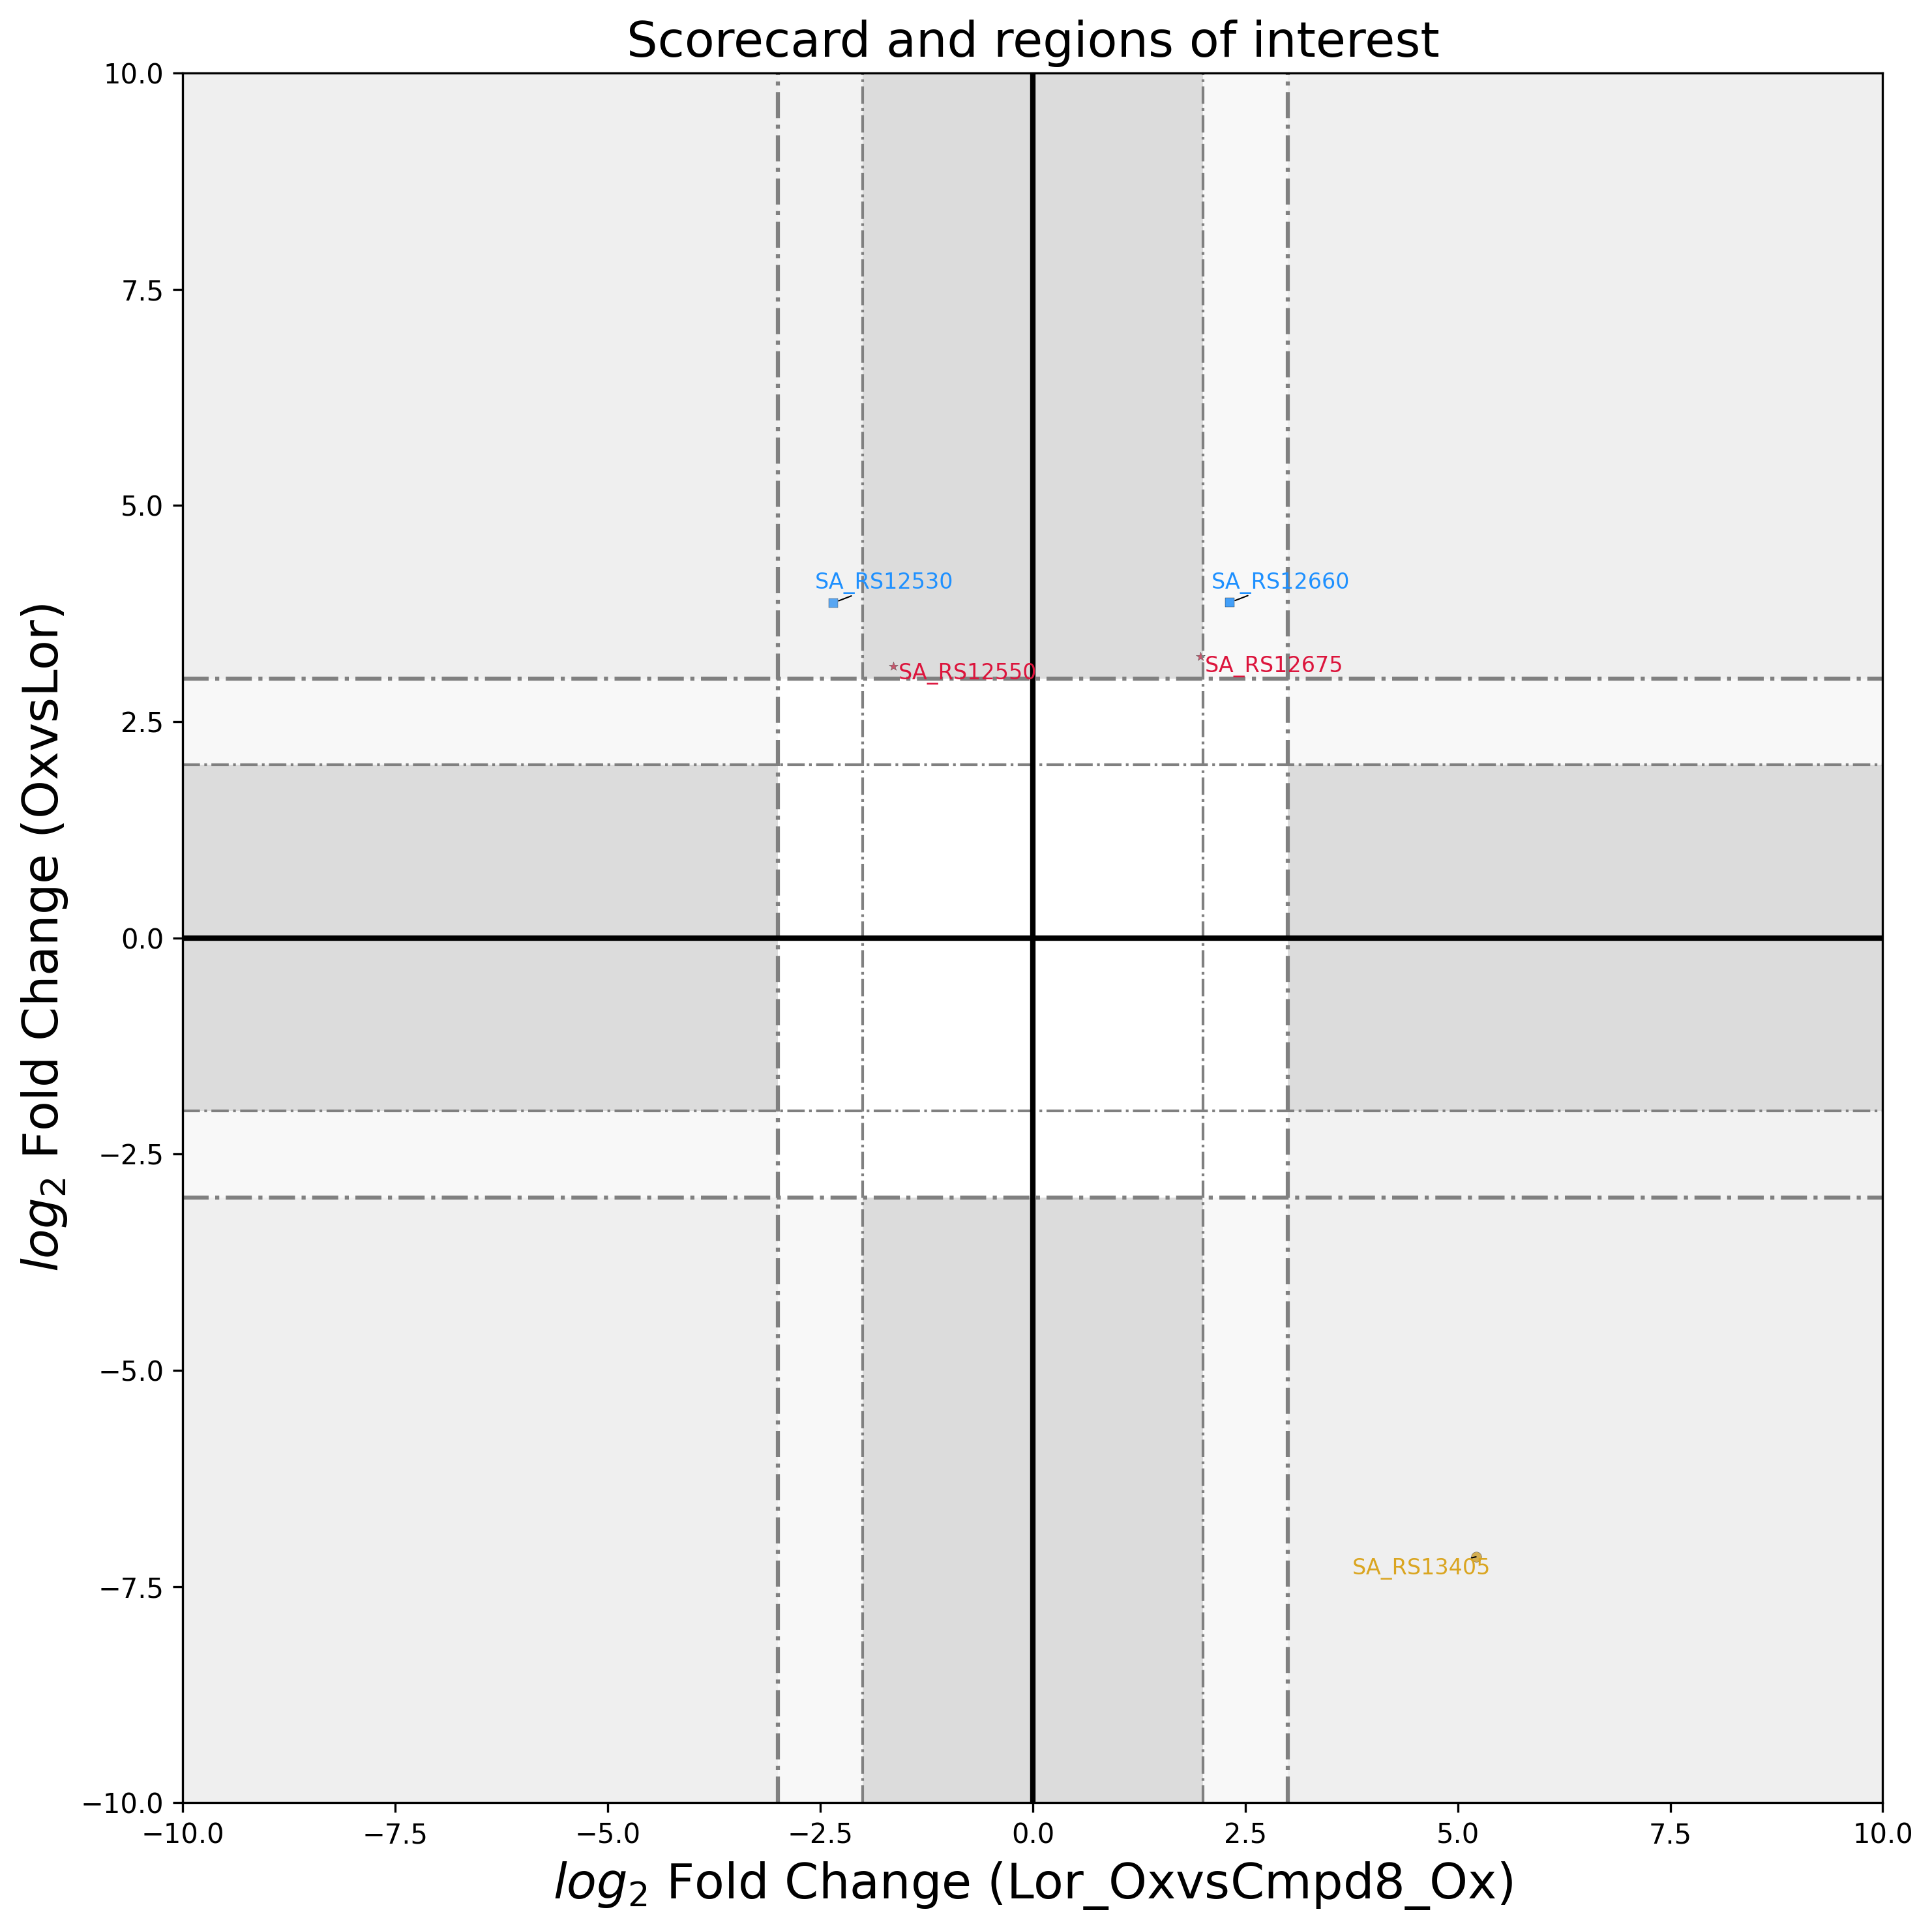 Scorecard and regions of interest
10.0
7.5
5.0
2.5
0.0
−2.5
−5.0
−7.5
−10.0
log2 Fold Change (OxvsLor)
SA_RS12530
SA_RS12660
SA_RS12550
SA_RS12675
SA_RS13405
−10.0
−7.5
−5.0
−2.5
0.0
2.5
5.0
7.5
10.0
log2 Fold Change (Lor_OxvsCmpd8_Ox)